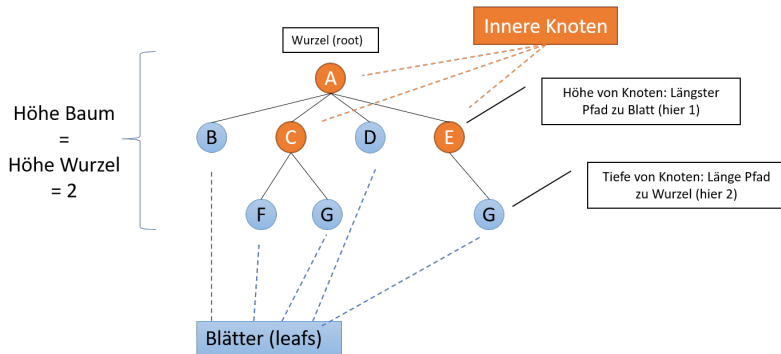 Innere Knoten
Wurzel (root)
A
Höhe Baum
=
Höhe Wurzel
= 2
Höhe von Knoten: Längster
Pfad zu Blatt (hier 1)
B
C
D
E
Tiefe von Knoten: Länge Pfad
zu Wurzel (hier 2)
F
G
G
Blätter (leafs)